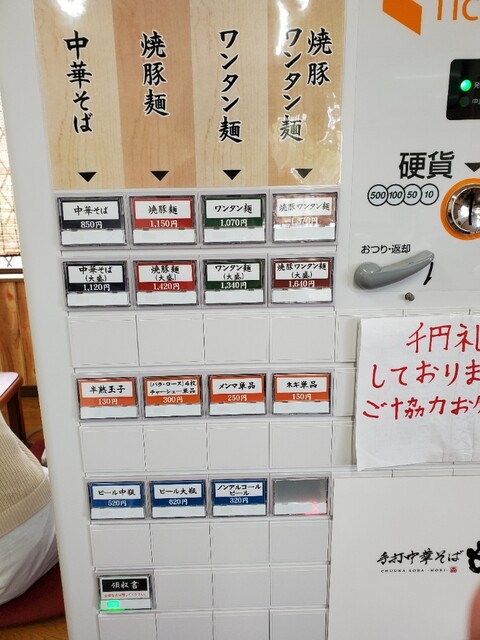 TIC
中華そば
焼豚麺
ワンタン麺
焼豚
ワンタン麺
硬貨
500 100 50 10
おつり・返却
中華そば
850円
焼豚麺
1,150円
ワンタン麺
1,070円
焼豚ワンタン麺
1,370円
中華そば
(大盛)
1,120円
焼豚麺
(大盛)
1,420円
ワンタン麺
(大盛)
1,340円
焼豚ワンタン麺
(大盛)
1,640円
千円札
しておりま
ご協力お
半熟玉子
130円
(バラ・ロース)4枚
チャーシュー単品
300円
メンマ単品
250円
ネギ単品
150円
ビール中瓶
520円
ビール大瓶
620円
ノンアルコール
ビール
320円
手打中華そば
領収書